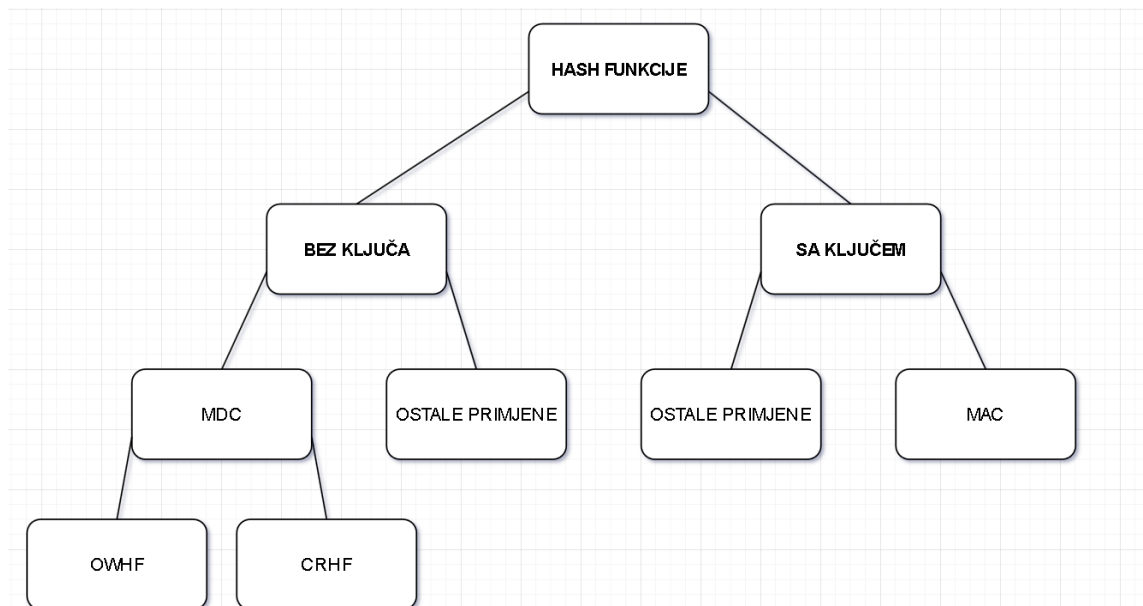 HASH FUNKCIJE
BEZ KLJUČA
SA KLJUČEM
MDC
OSTALE PRIMJENE
OSTALE PRIMJENE
MAC
OWHF
CRHF